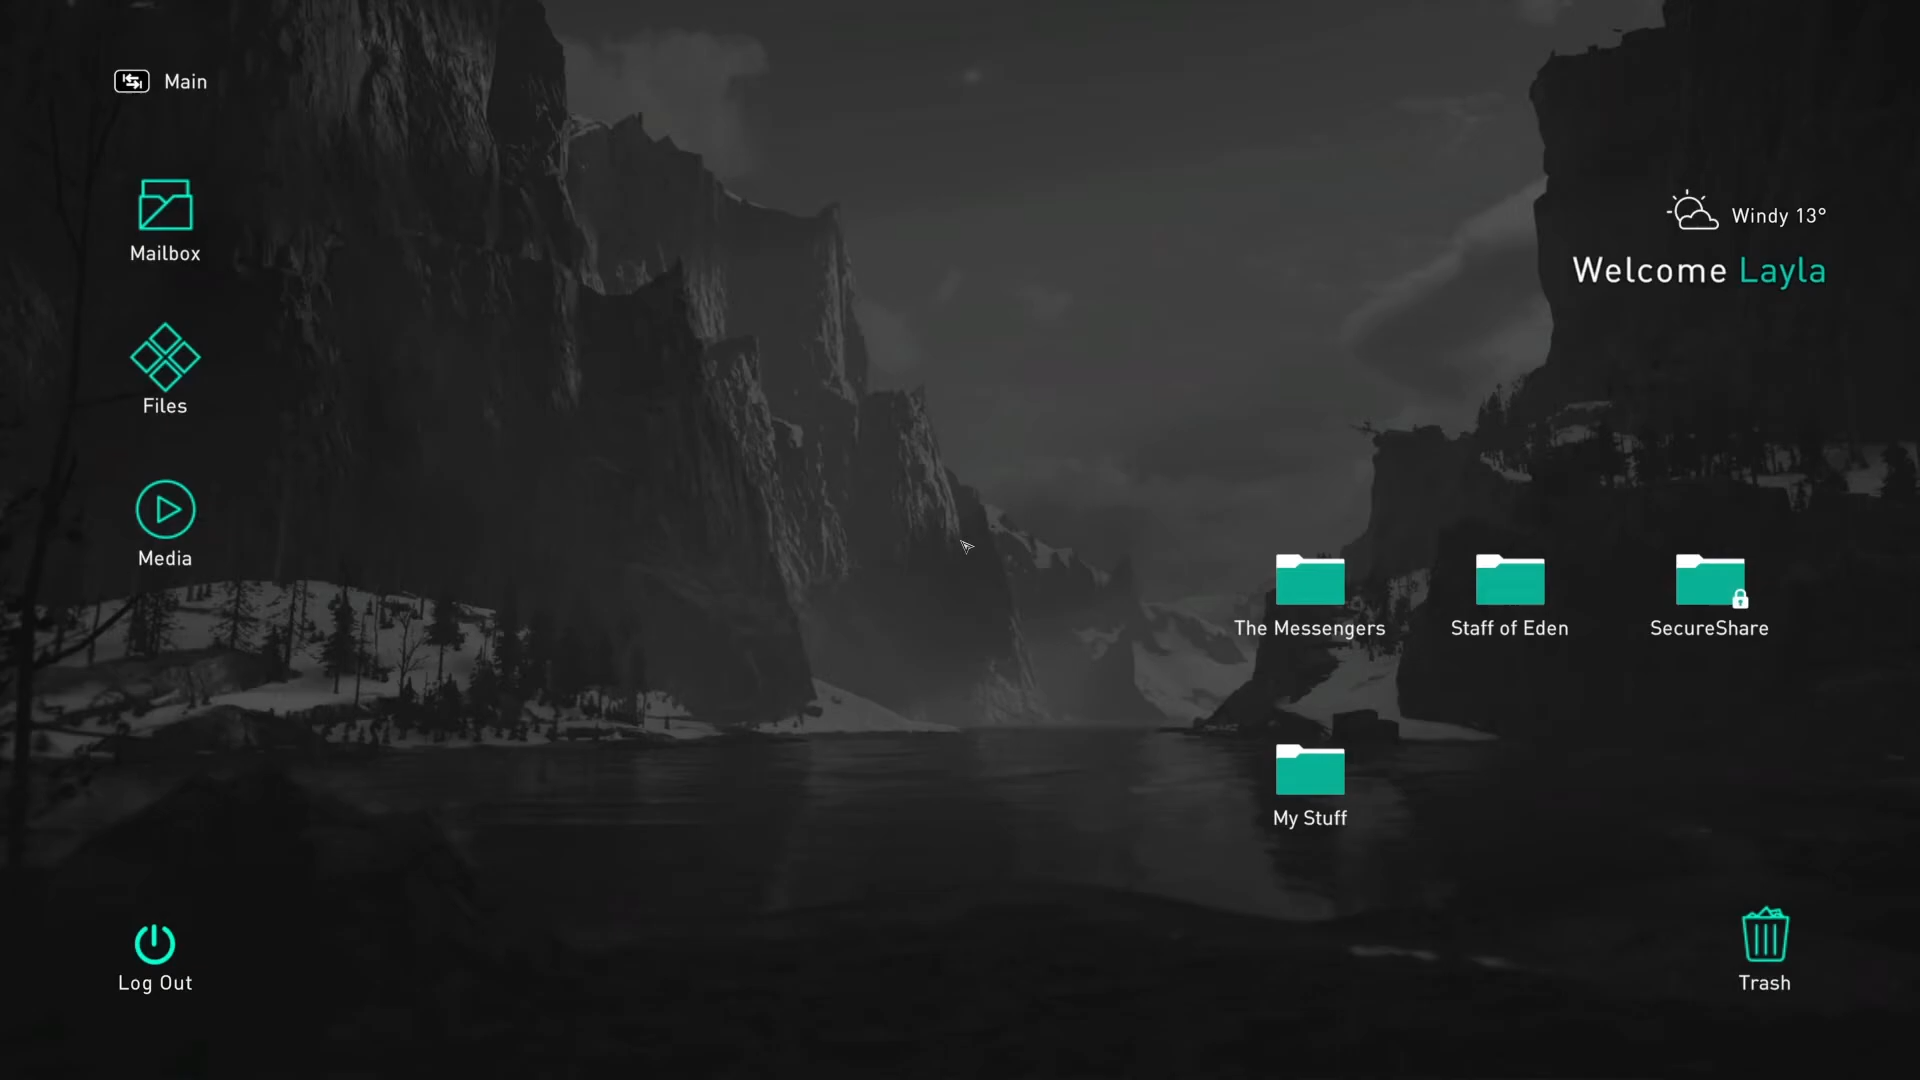 Main
Mailbox
Files
Media
Windy 13°
Welcome Layla
The Messengers
Staff of Eden
SecureShare
My Stuff
Log Out
Trash